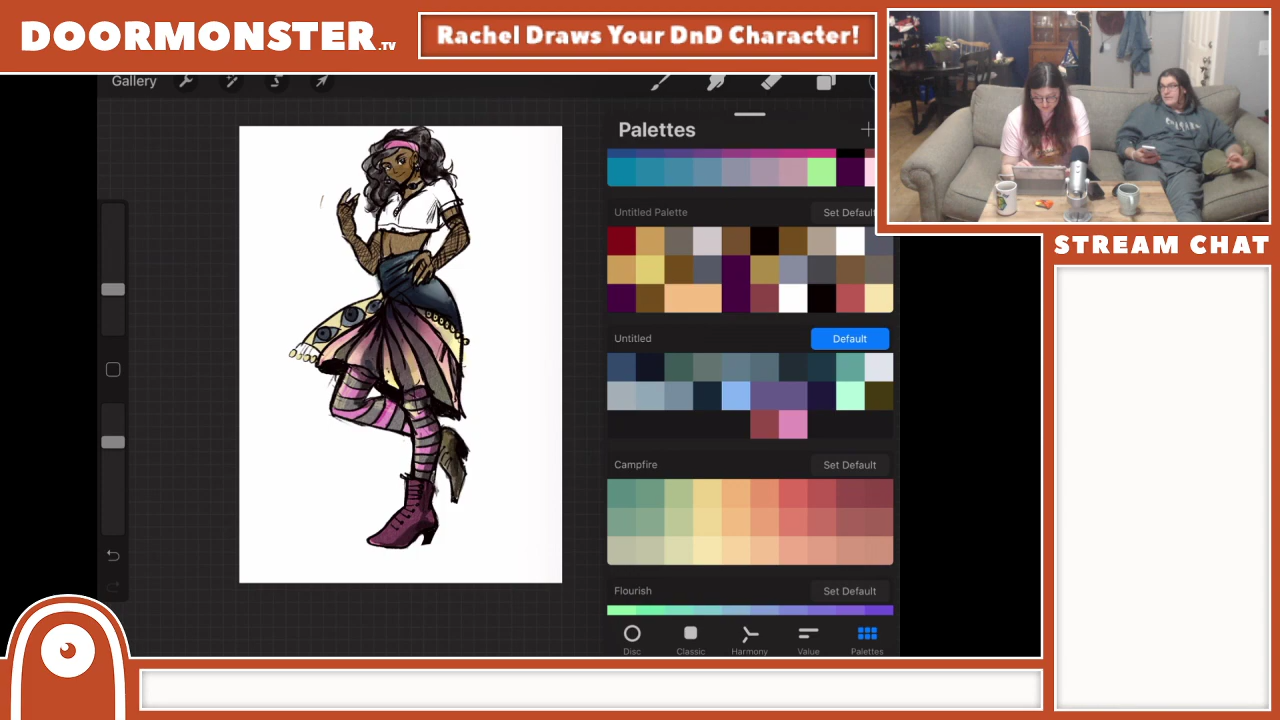 DOORMONSTER.TV
Rachel Draws Your DnD Character!
Gallery
Palettes
Untitled Palette
Set Default
Untitled
Default
Campfire
Set Default
Flourish
Set Default
Disc
Classic
Harmony
Value
Palettes
STREAM CHAT